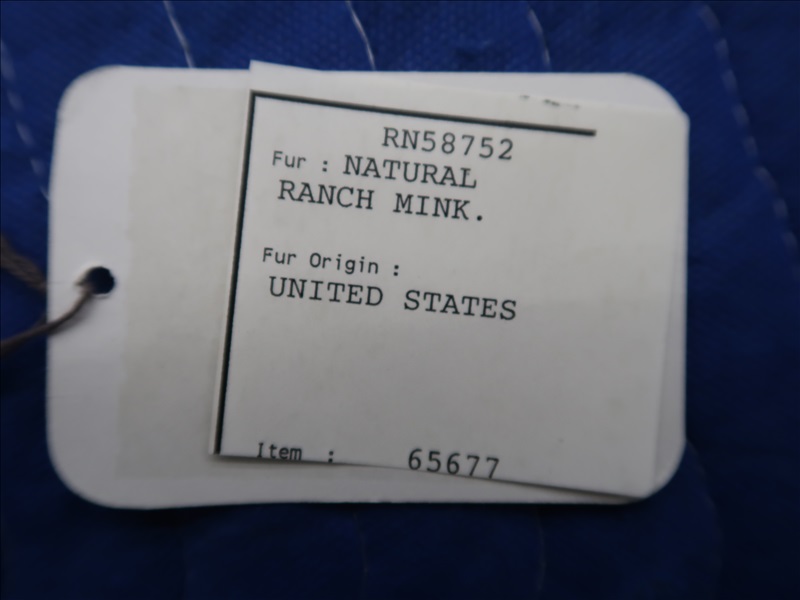 RN58752
Fur : NATURAL
RANCH MINK.
Fur Origin :
UNITED STATES
Item : 65677